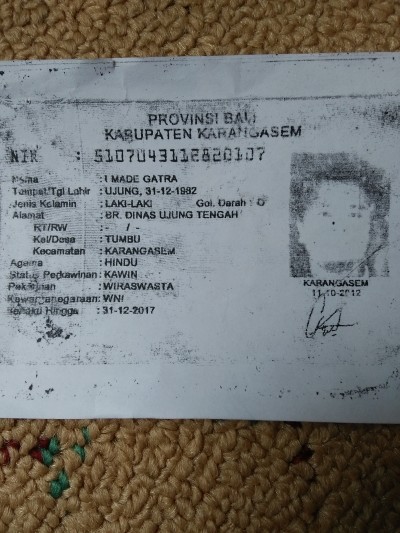 PROVINSI BALI
KABUPATEN KARANGASEM
NIK : 5107043112820107
Nama : I MADE GATRA
Tempat/Tgl Lahir : UJUNG, 31-12-1982
Jenis Kelamin : LAKI-LAKI Gol. Darah : O
Alamat : BR. DINAS UJUNG TENGAH
RT/RW : - / -
Kel/Desa : TUMBU
Kecamatan : KARANGASEM
Agama : HINDU
Status Perkawinan : KAWIN
Pekerjaan : WIRASWASTA
Kewarganegaraan : WNI
Berlaku Hingga : 31-12-2017
KARANGASEM
11-10-2012